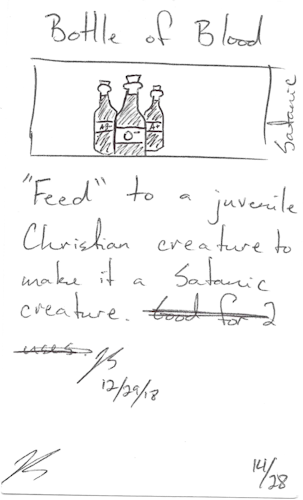 Bottle of Blood
Satanic
AB-
O-
A+
"Feed" to a juvenile
Christian creature to
make it a Satanic
creature. Good for 2
uses.
12/29/18
14/28